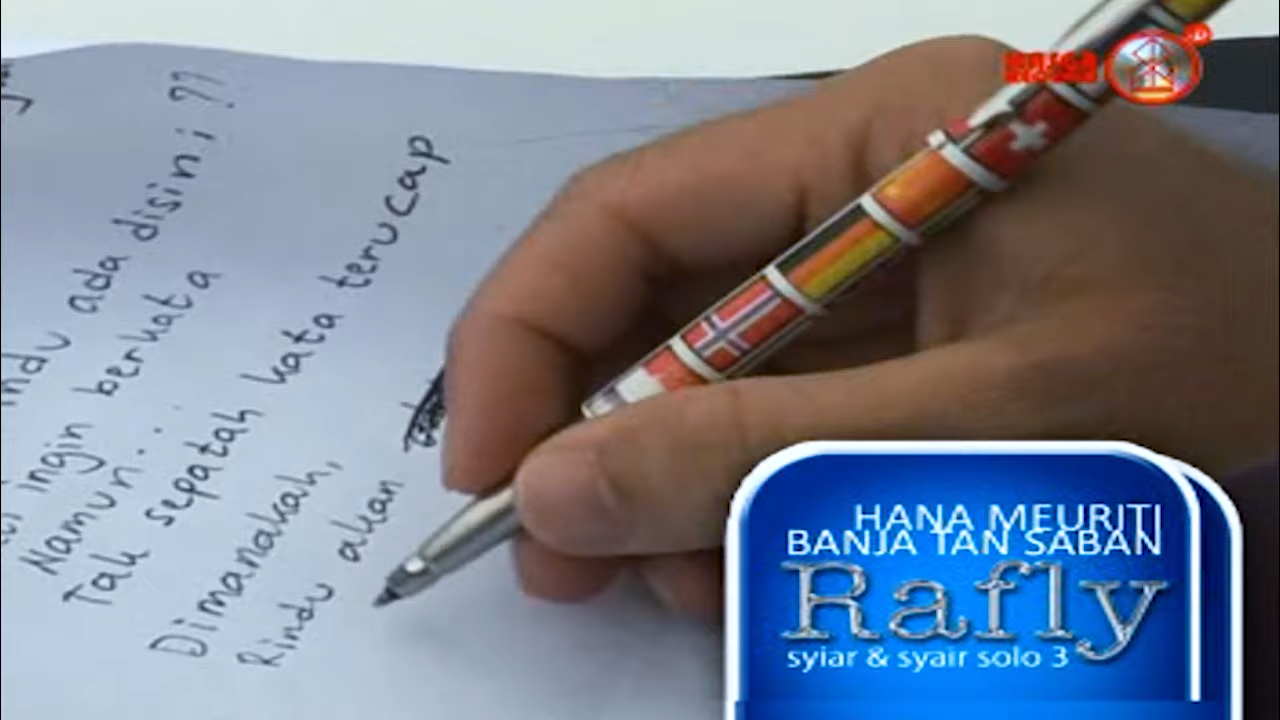 ada disini ??
ingin berkata
Namun..:
Tak sepatah kata terucap
Dimanakah,
Rindu akan
HANA MEURITI
BANJA TAN SABAN
Rafly
syiar & syair solo 3